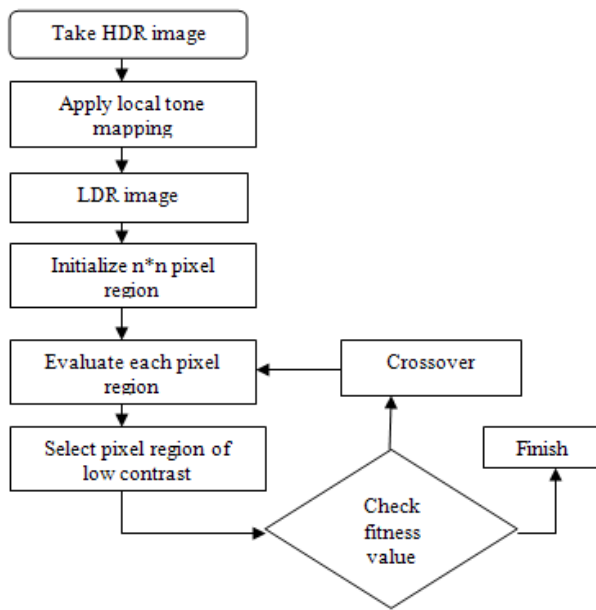 Take HDR image
Apply local tone
mapping
LDR image
Initialize n*n pixel
region
Evaluate each pixel
region
Crossover
Select pixel region of
low contrast
Finish
Check
fitness
value